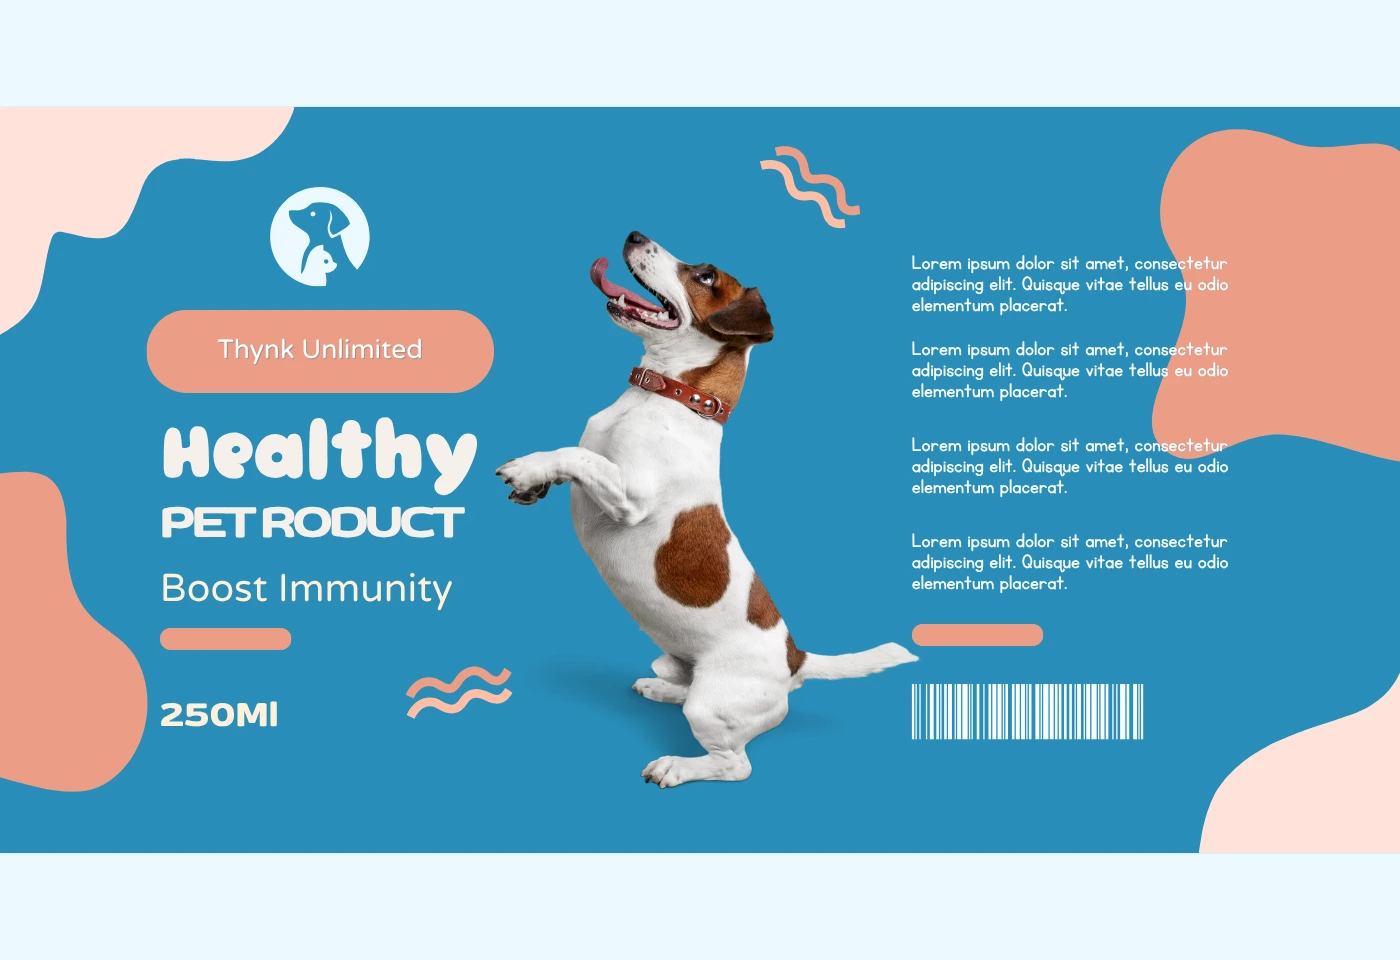 Thynk Unlimited
Healthy
PET RODUCT
Boost Immunity
250Ml
Lorem ipsum dolor sit amet, consectetur
adipiscing elit. Quisque vitae tellus eu odio
elementum placerat.
Lorem ipsum dolor sit amet, consectetur
adipiscing elit. Quisque vitae tellus eu odio
elementum placerat.
Lorem ipsum dolor sit amet, consectetur
adipiscing elit. Quisque vitae tellus eu odio
elementum placerat.
Lorem ipsum dolor sit amet, consectetur
adipiscing elit. Quisque vitae tellus eu odio
elementum placerat.